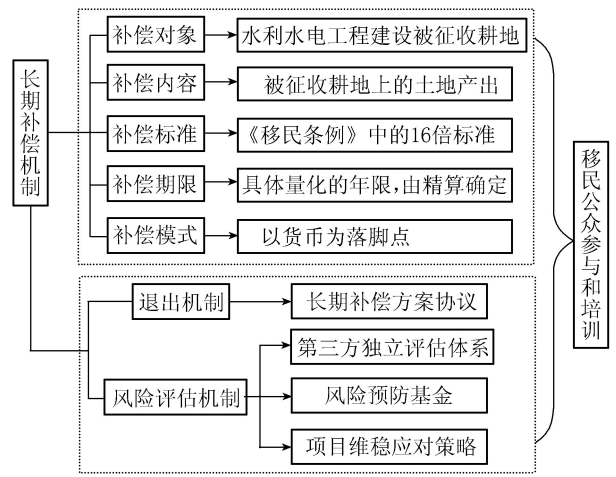 长期补偿机制
补偿对象
水利水电工程建设被征收耕地
补偿内容
被征收耕地上的土地产出
补偿标准
《移民条例》中的16倍标准
补偿期限
具体量化的年限,由精算确定
补偿模式
以货币为落脚点
退出机制
长期补偿方案协议
风险评估机制
第三方独立评估体系
风险预防基金
项目维稳应对策略
移民公众参与和培训